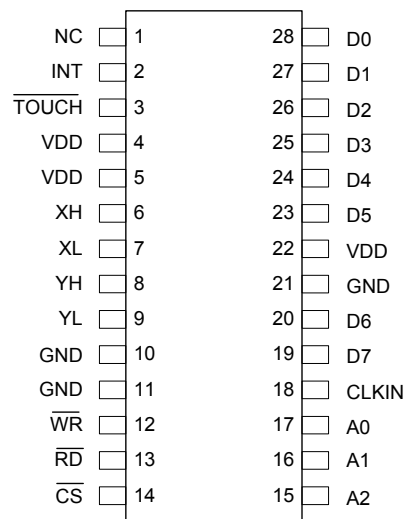 NC 1 28 D0
INT 2 27 D1
TOUCH 3 26 D2
VDD 4 25 D3
VDD 5 24 D4
XH 6 23 D5
XL 7 22 VDD
YH 8 21 GND
YL 9 20 D6
GND 10 19 D7
GND 11 18 CLKIN
WR 12 17 A0
RD 13 16 A1
CS 14 15 A2